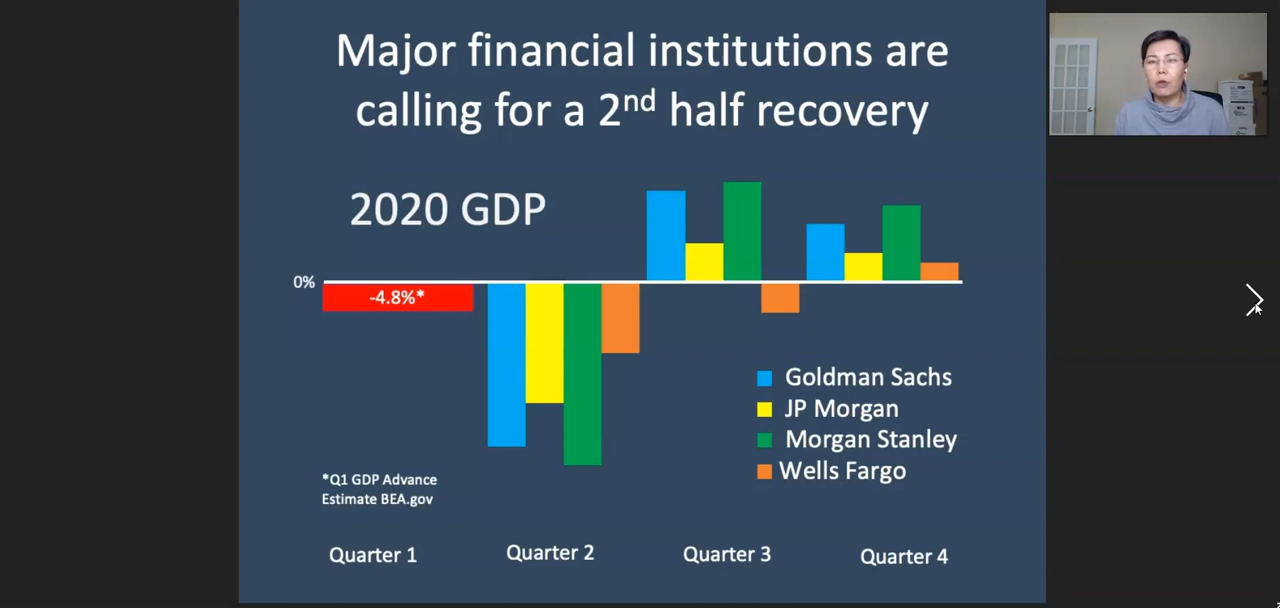 Major financial institutions are
calling for a 2nd half recovery
2020 GDP
0%
-4.8%*
Goldman Sachs
JP Morgan
Morgan Stanley
Wells Fargo
*Q1 GDP Advance
Estimate BEA.gov
Quarter 1
Quarter 2
Quarter 3
Quarter 4